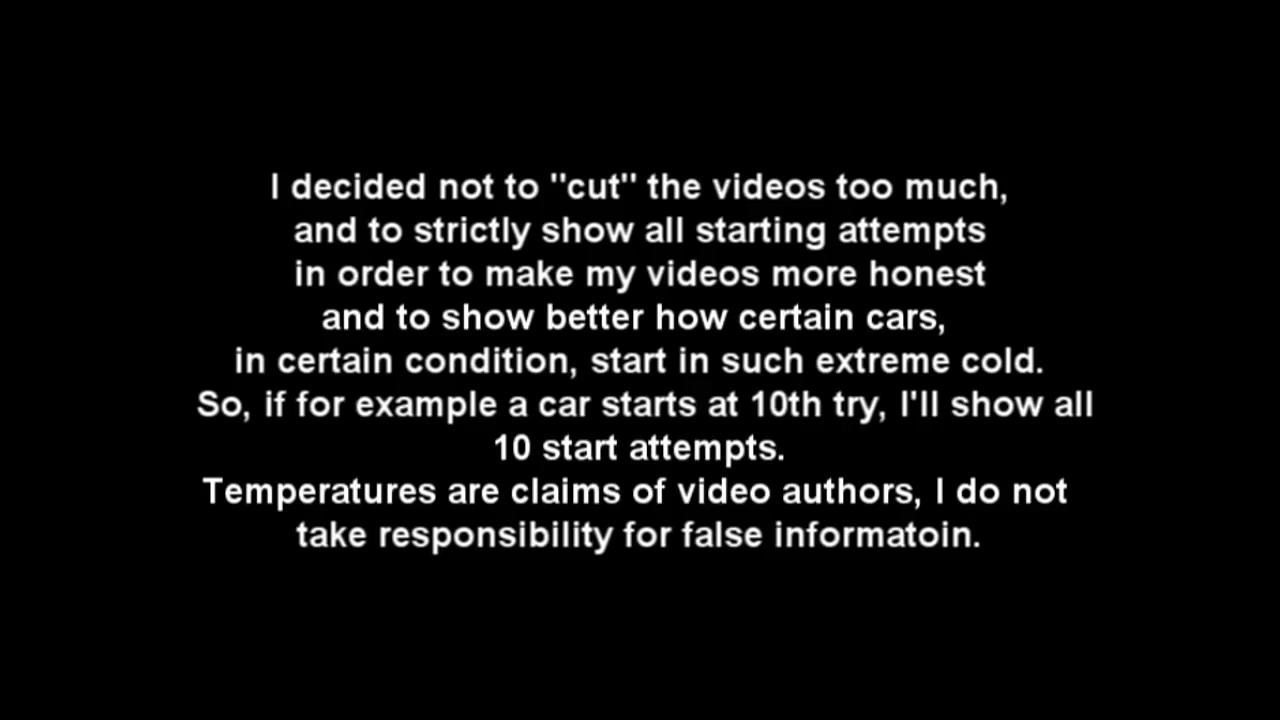 I decided not to "cut" the videos too much,
and to strictly show all starting attempts
in order to make my videos more honest
and to show better how certain cars,
in certain condition, start in such extreme cold.
So, if for example a car starts at 10th try, I'll show all
10 start attempts.
Temperatures are claims of video authors, I do not
take responsibility for false informatoin.